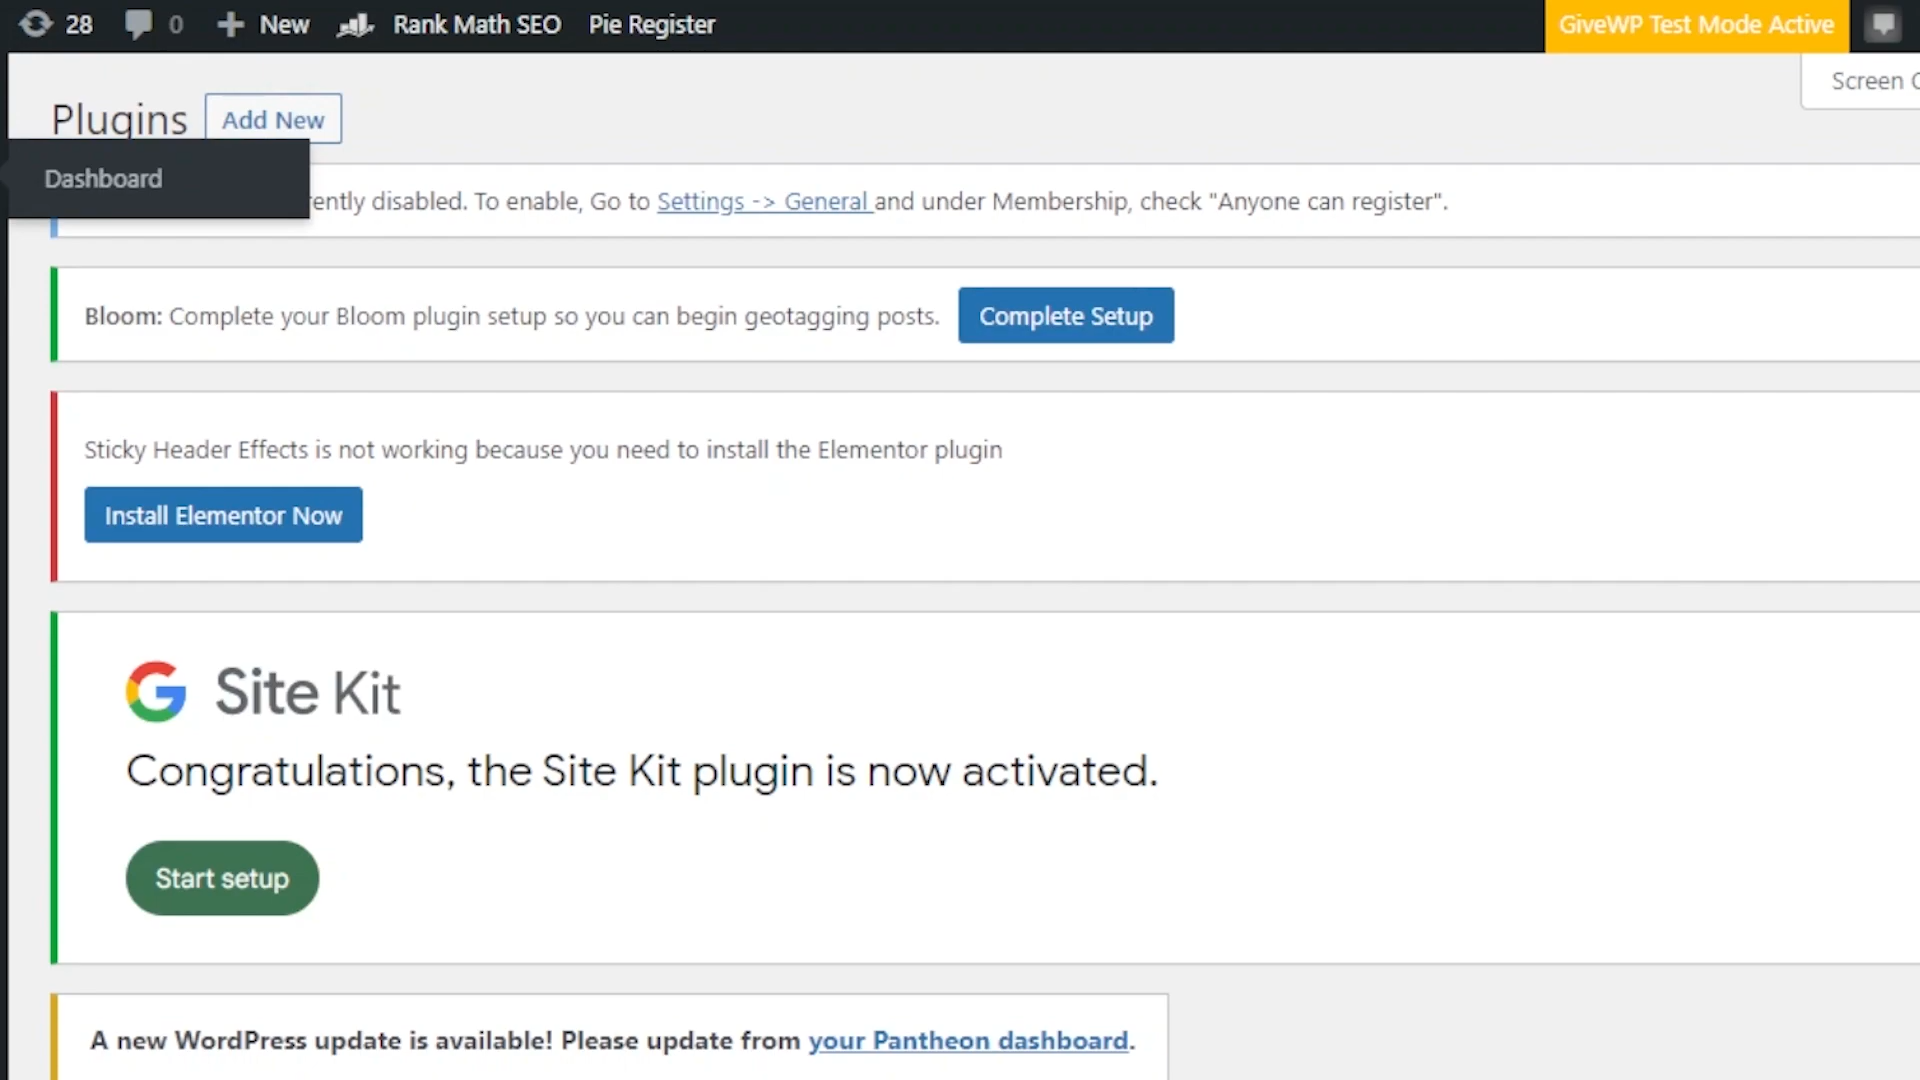 28 0 New Rank Math SEO Pie Register GiveWP Test Mode Active
Screen
Plugins Add New
Dashboard
disabled. To enable, Go to Settings -> General and under Membership, check "Anyone can register".
Bloom: Complete your Bloom plugin setup so you can begin geotagging posts. Complete Setup
Sticky Header Effects is not working because you need to install the Elementor plugin
Install Elementor Now
Site Kit
Congratulations, the Site Kit plugin is now activated.
Start setup
A new WordPress update is available! Please update from your Pantheon dashboard.